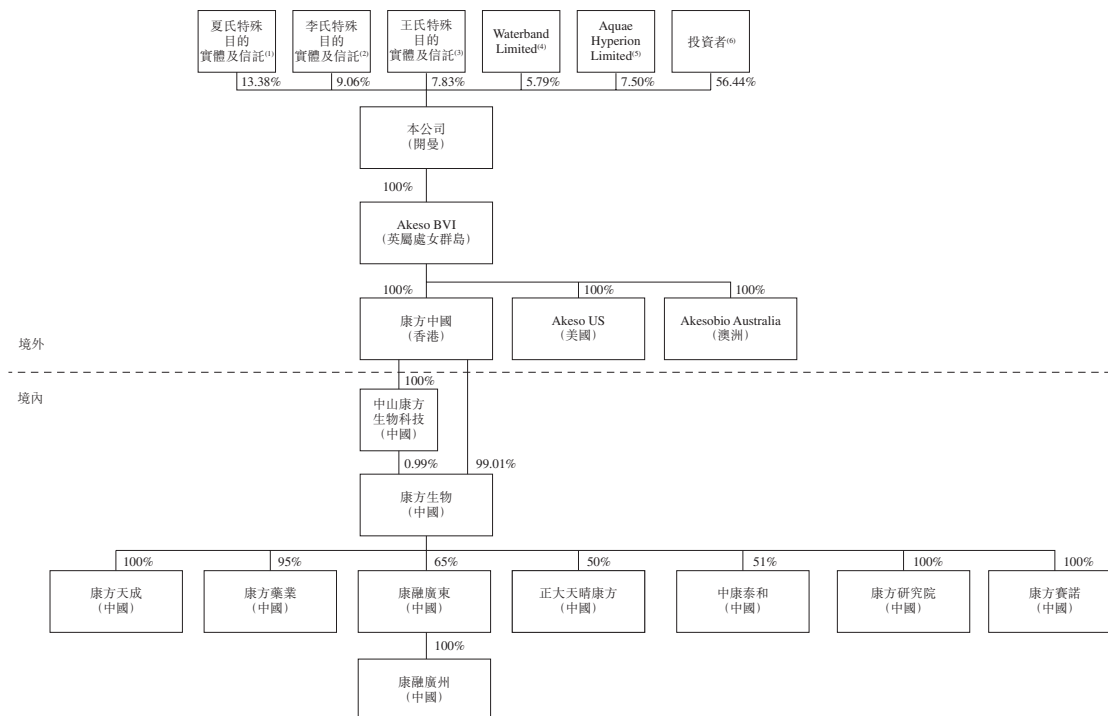 夏氏特殊
目的
實體及信託(1)
李氏特殊
目的
實體及信託(2)
王氏特殊
目的
實體及信託(3)
Waterband
Limited(4)
Aquae
Hyperion
Limited(5)
投資者(6)
13.38%
9.06%
7.83%
5.79%
7.50%
56.44%
本公司
(開曼)
100%
Akeso BVI
(英屬處女群島)
100%
100%
100%
康方中國
(香港)
Akeso US
(美國)
Akesobio Australia
(澳洲)
境外
境內
100%
中山康方
生物科技
(中國)
0.99%
99.01%
康方生物
(中國)
100%
95%
65%
50%
51%
100%
100%
康方天成
(中國)
康方藥業
(中國)
康融廣東
(中國)
正大天晴康方
(中國)
中康泰和
(中國)
康方研究院
(中國)
康方賽諾
(中國)
100%
康融廣州
(中國)